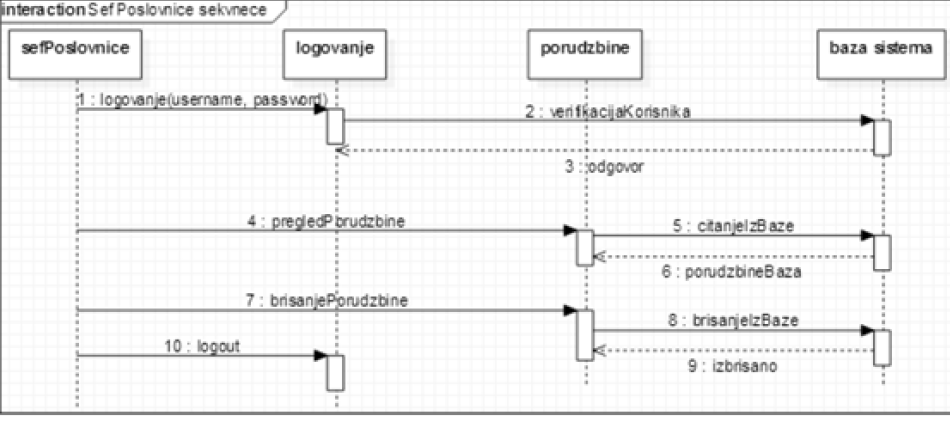 interaction Sef Poslovnice sekvnece
sefPoslovnice
logovanje
porudzbine
baza sistema
1 : logovanje(username, password)
2 : verifikacijaKorisnika
3 : odgovor
4 : pregledPorudzbine
5 : citanjeIzBaze
6 : porudzbineBaza
7 : brisanjePorudzbine
8 : brisanjeIzBaze
9 : izbrisano
10 : logout